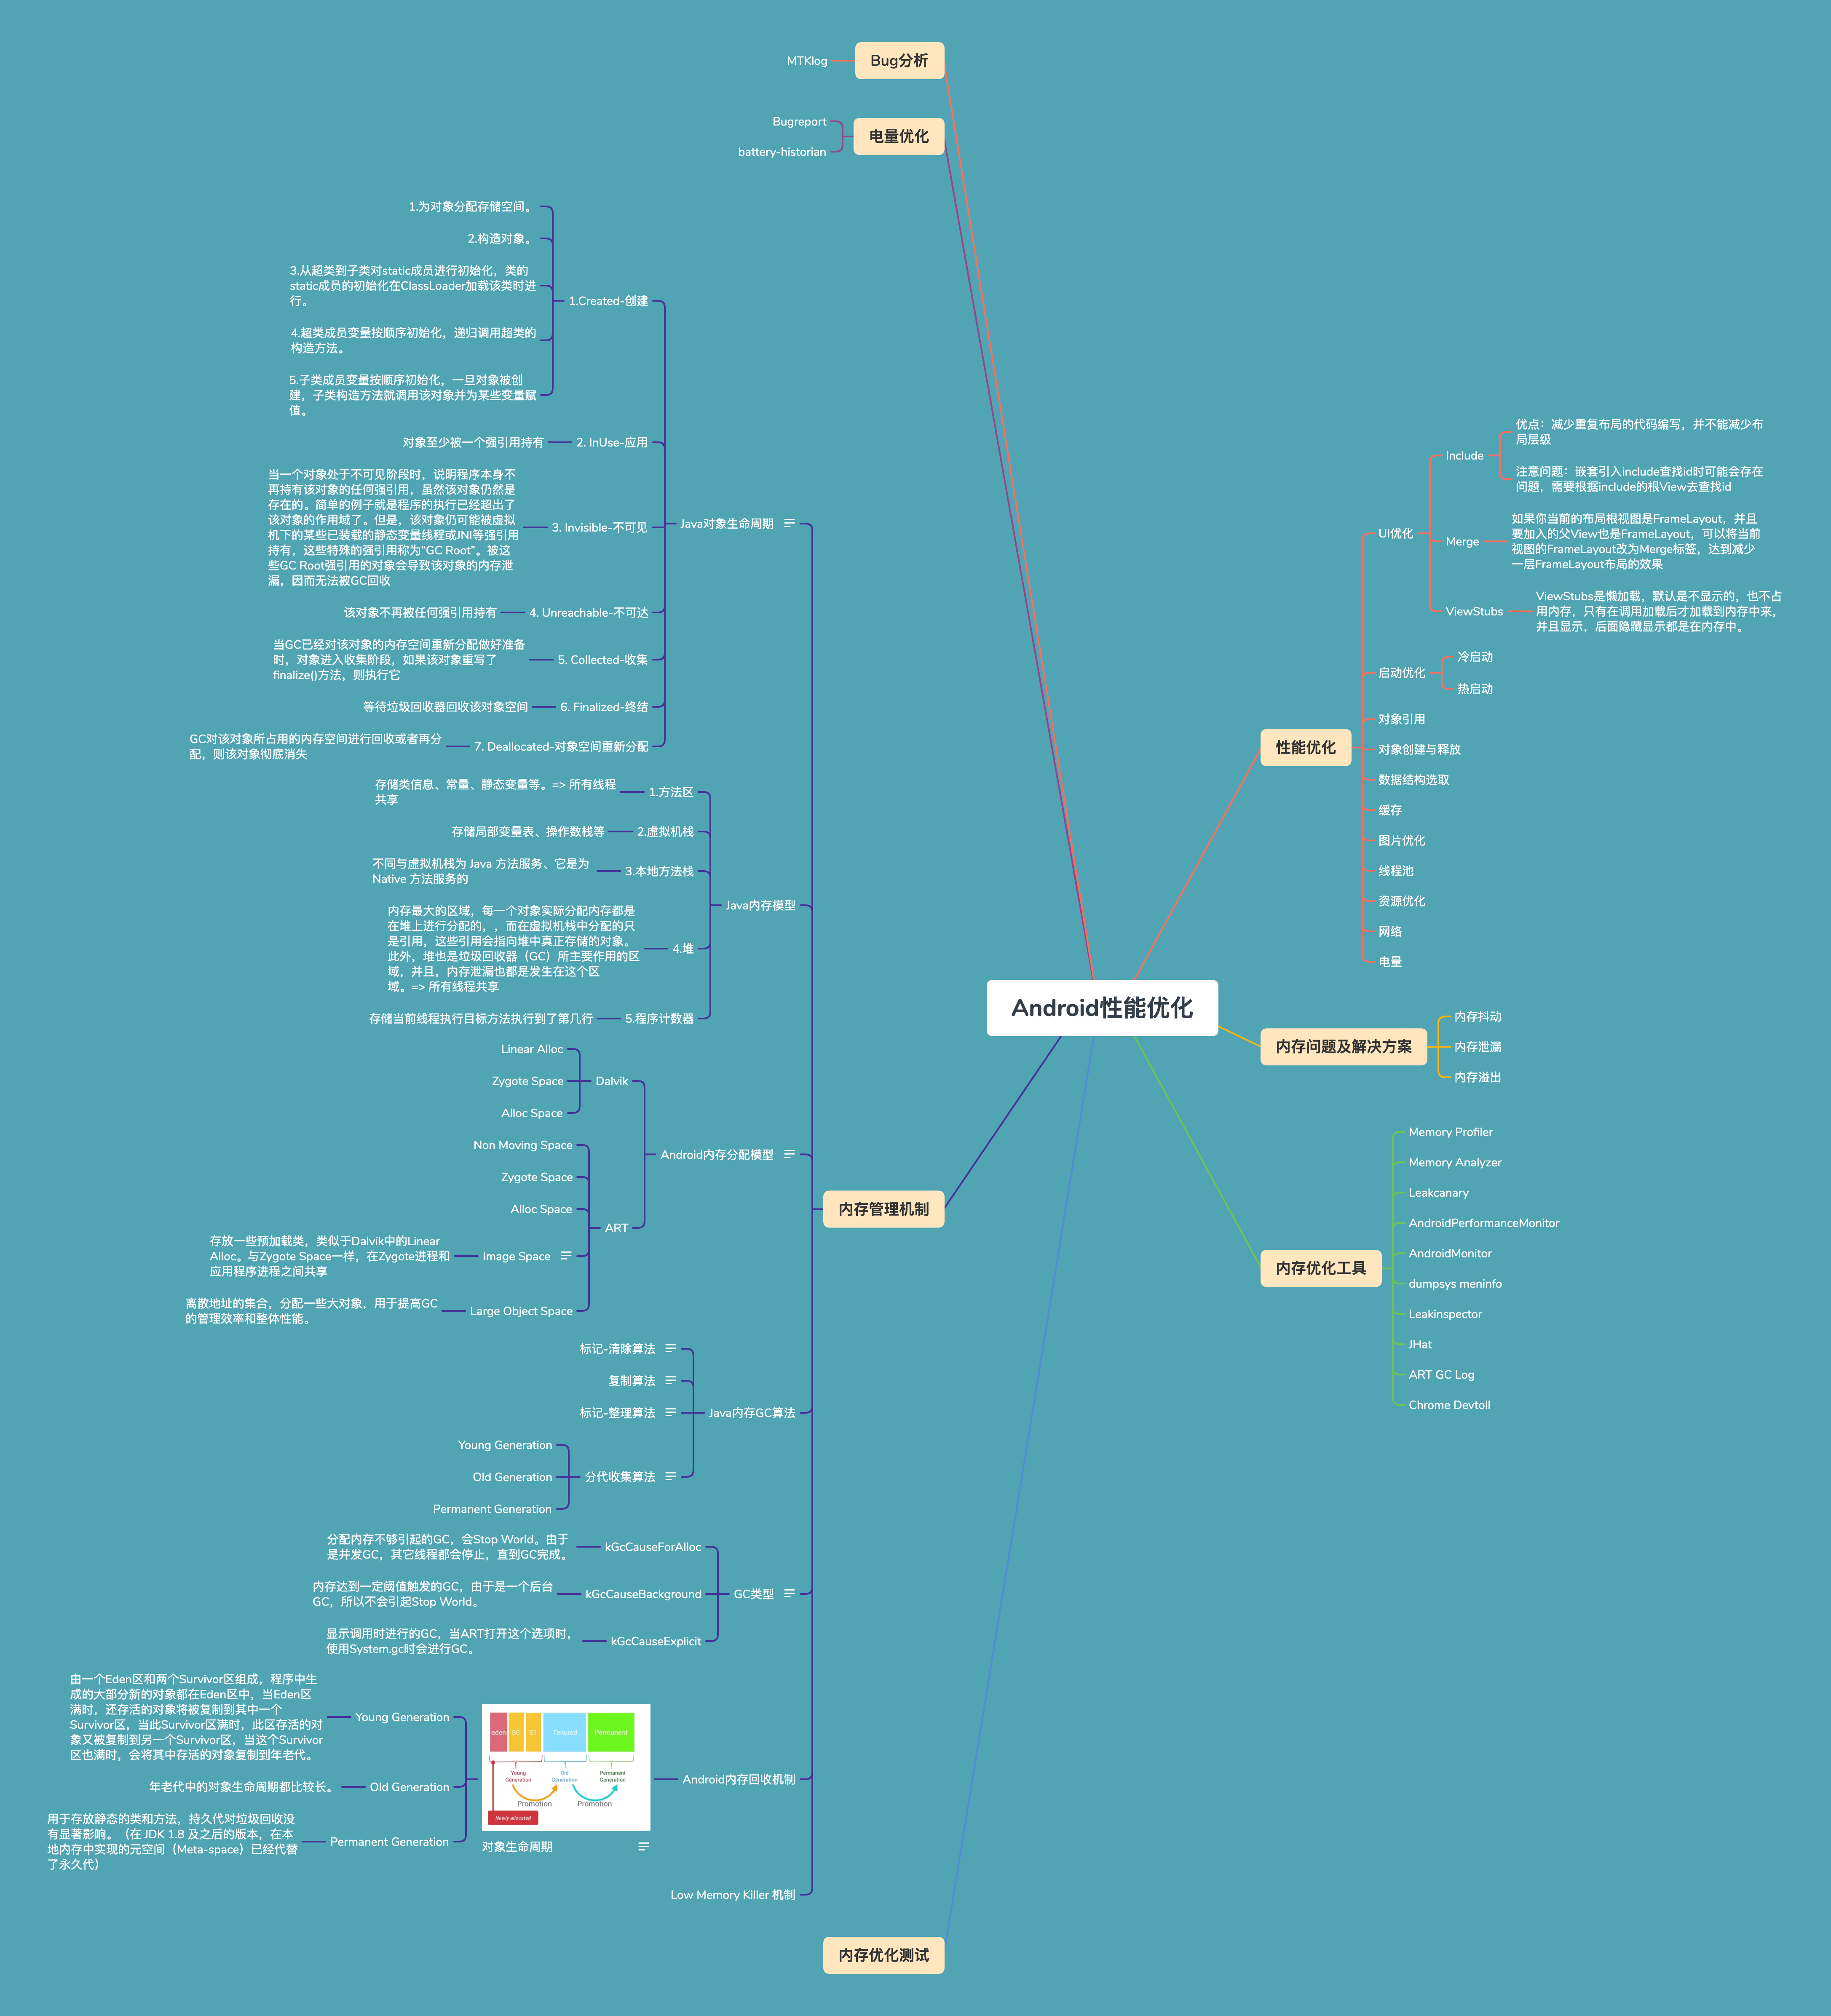 Android性能优化
Bug分析
MTKlog
电量优化
Bugreport
battery-historian
内存管理机制
Java对象生命周期
1.Created-创建
1.为对象分配存储空间。
2.构造对象。
3.从超类到子类对static成员进行初始化，类的
static成员的初始化在ClassLoader加载该类时进
行。
4.超类成员变量按顺序初始化，递归调用超类的
构造方法。
5.子类成员变量按顺序初始化，一旦对象被创
建，子类构造方法就调用该对象并为某些变量赋
值。
2. InUse-应用
对象至少被一个强引用持有
3. Invisible-不可见
当一个对象处于不可见阶段时，说明程序本身不
再持有该对象的任何强引用，虽然该对象仍然是
存在的。简单的例子就是程序的执行已经超出了
该对象的作用域了。但是，该对象仍可能被虚拟
机下的某些已装载的静态变量线程或JNI等强引用
持有，这些特殊的强引用称为“GC Root”。被这
些GC Root强引用的对象会导致该对象的内存泄
漏，因而无法被GC回收
4. Unreachable-不可达
该对象不再被任何强引用持有
5. Collected-收集
当GC已经对该对象的内存空间重新分配做好准备
时，对象进入收集阶段，如果该对象重写了
finalize()方法，则执行它
6. Finalized-终结
等待垃圾回收器回收该对象空间
7. Deallocated-对象空间重新分配
GC对该对象所占用的内存空间进行回收或者再分
配，则该对象彻底消失
Java内存模型
1.方法区
存储类信息、常量、静态变量等。=> 所有线程
共享
2.虚拟机栈
存储局部变量表、操作数栈等
3.本地方法栈
不同与虚拟机栈为 Java 方法服务、它是为
Native 方法服务的
4.堆
内存最大的区域，每一个对象实际分配内存都是
在堆上进行分配的，，而在虚拟机栈中分配的只
是引用，这些引用会指向堆中真正存储的对象。
此外，堆也是垃圾回收器（GC）所主要作用的区
域，并且，内存泄漏也都是发生在这个区
域。=> 所有线程共享
5.程序计数器
存储当前线程执行目标方法执行到了第几行
Android内存分配模型
Dalvik
Linear Alloc
Zygote Space
Alloc Space
ART
Non Moving Space
Zygote Space
Alloc Space
Image Space
存放一些预加载类，类似于Dalvik中的Linear
Alloc。与Zygote Space一样，在Zygote进程和
应用程序进程之间共享
Large Object Space
离散地址的集合，分配一些大对象，用于提高GC
的管理效率和整体性能。
Java内存GC算法
标记-清除算法
复制算法
标记-整理算法
分代收集算法
Young Generation
Old Generation
Permanent Generation
GC类型
kGcCauseForAlloc
分配内存不够引起的GC，会Stop World。由于
是并发GC，其它线程都会停止，直到GC完成。
kGcCauseBackground
内存达到一定阈值触发的GC，由于是一个后台
GC，所以不会引起Stop World。
kGcCauseExplicit
显示调用时进行的GC，当ART打开这个选项时，
使用System.gc时会进行GC。
Android内存回收机制
eden
S0
S1
Tenured
Permanent
Young
Generation
Old
Generation
Permanent
Generation
Promotion
Promotion
Newly allocated
对象生命周期
Young Generation
由一个Eden区和两个Survivor区组成，程序中生
成的大部分新的对象都在Eden区中，当Eden区
满时，还存活的对象将被复制到其中一个
Survivor区，当此Survivor区满时，此区存活的对
象又被复制到另一个Survivor区，当这个Survivor
区也满时，会将其中存活的对象复制到年老代。
Old Generation
年老代中的对象生命周期都比较长。
Permanent Generation
用于存放静态的类和方法，持久代对垃圾回收没
有显著影响。（在 JDK 1.8 及之后的版本，在本
地内存中实现的元空间（Meta-space）已经代替
了永久代）
Low Memory Killer 机制
内存优化测试
性能优化
UI优化
Include
优点：减少重复布局的代码编写，并不能减少布
局层级
注意问题：嵌套引入include查找id时可能会存在
问题，需要根据include的根View去查找id
Merge
如果你当前的布局根视图是FrameLayout，并且
要加入的父View也是FrameLayout，可以将当前
视图的FrameLayout改为Merge标签，达到减少
一层FrameLayout布局的效果
ViewStubs
ViewStubs是懒加载，默认是不显示的，也不占
用内存，只有在调用加载后才加载到内存中来，
并且显示，后面隐藏显示都是在内存中。
启动优化
冷启动
热启动
对象引用
对象创建与释放
数据结构选取
缓存
图片优化
线程池
资源优化
网络
电量
内存问题及解决方案
内存抖动
内存泄漏
内存溢出
内存优化工具
Memory Profiler
Memory Analyzer
Leakcanary
AndroidPerformanceMonitor
AndroidMonitor
dumpsys meninfo
Leakinspector
JHat
ART GC Log
Chrome Devtoll